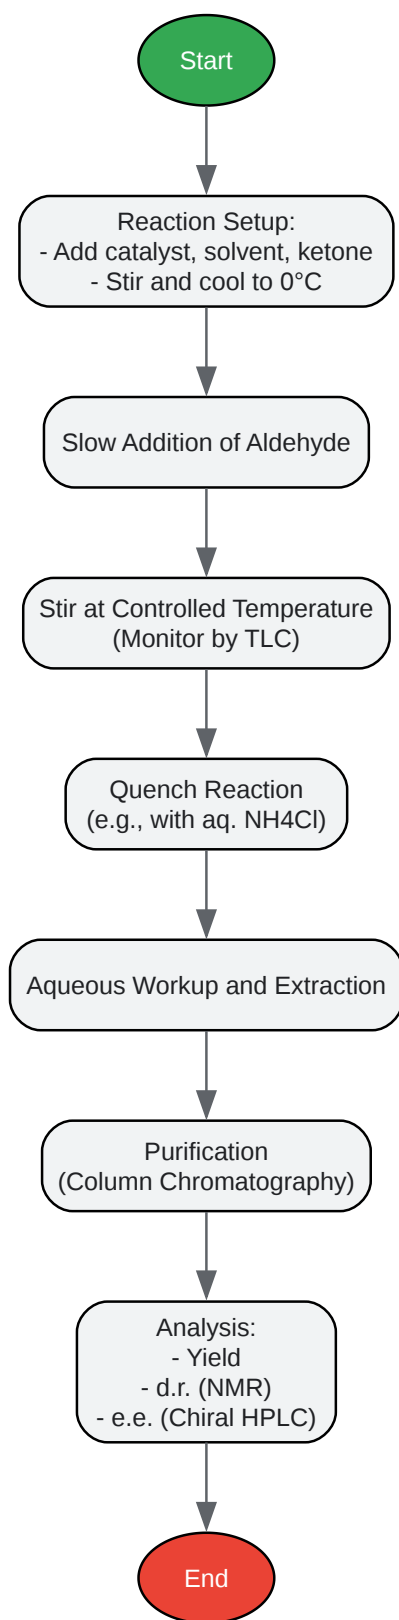 Start
Reaction Setup:
- Add catalyst, solvent, ketone
- Stir and cool to 0°C
Slow Addition of Aldehyde
Stir at Controlled Temperature
(Monitor by TLC)
Quench Reaction
(e.g., with aq. NH4Cl)
Aqueous Workup and Extraction
Purification
(Column Chromatography)
Analysis:
- Yield
- d.r. (NMR)
- e.e. (Chiral HPLC)
End